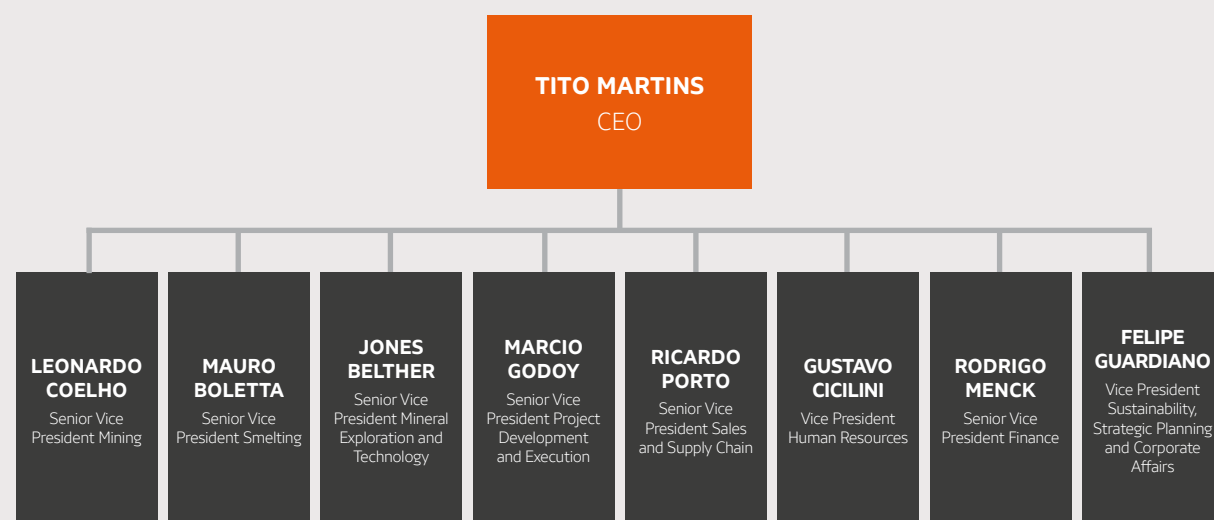 TITO MARTINS
CEO
LEONARDO
COELHO
Senior Vice
President Mining
MAURO
BOLETTA
Senior Vice
President Smelting
JONES
BELTHER
Senior Vice
President Mineral
Exploration and
Technology
MARCIO
GODOY
Senior Vice
President Project
Development
and Execution
RICARDO
PORTO
Senior Vice
President Sales
and Supply Chain
GUSTAVO
CICILINI
Vice President
Human Resources
RODRIGO
MENCK
Senior Vice
President Finance
FELIPE
GUARDIANO
Vice President
Sustainability,
Strategic Planning
and Corporate
Affairs